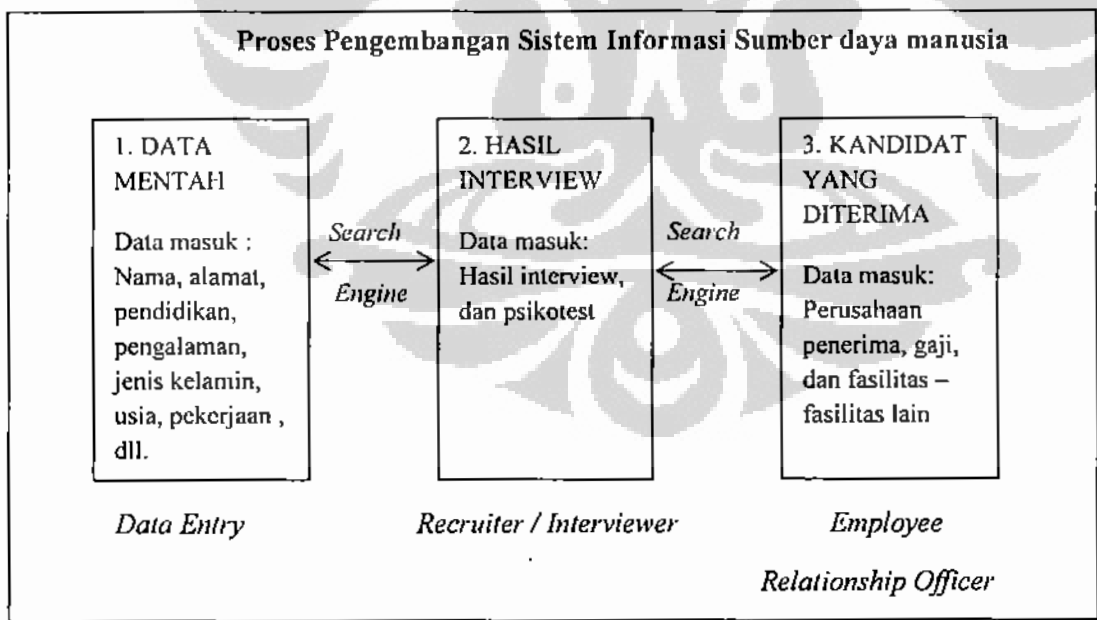 Proses Pengembangan Sistem Informasi Sumber daya manusia
1. DATA
MENTAH
Data masuk :
Nama, alamat,
pendidikan,
pengalaman,
jenis kelamin,
usia, pekerjaan ,
dll.
Data Entry
Search
Engine
2. HASIL
INTERVIEW
Data masuk:
Hasil interview,
dan psikotest
Recruiter / Interviewer
Search
Engine
3. KANDIDAT
YANG
DITERIMA
Data masuk:
Perusahaan
penerima, gaji,
dan fasilitas –
fasilitas lain
Employee
Relationship Officer